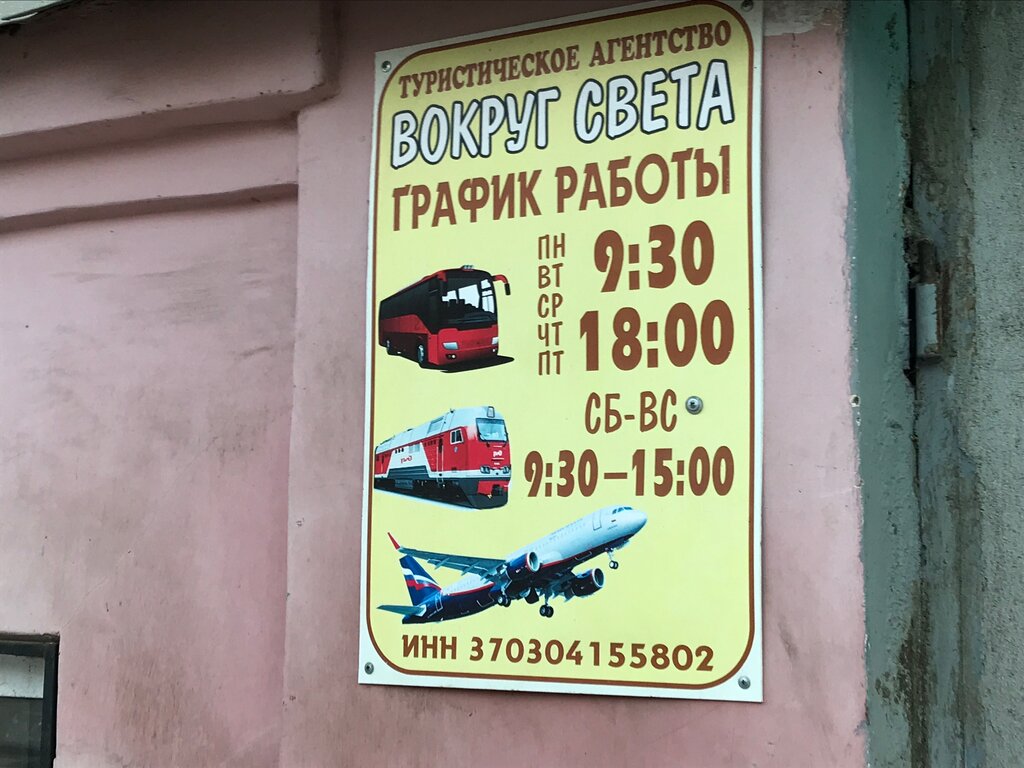 ТУРИСТИЧЕСКОЕ АГЕНТСТВО
ВОКРУГ СВЕТА
ГРАФИК РАБОТЫ
ПН
ВТ
СР
ЧТ
ПТ
9:30
18:00
СБ-ВС
9:30–15:00
ИНН 370304155802